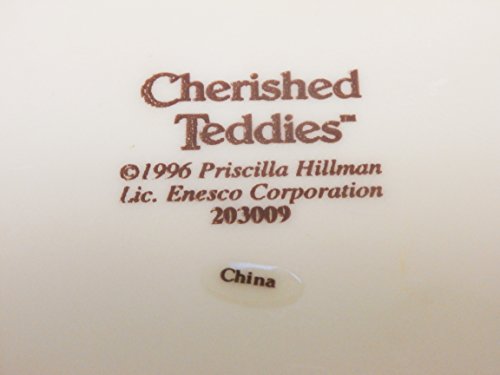 Cherished
Teddies™
©1996 Priscilla Hillman
Lic. Enesco Corporation
203009
China